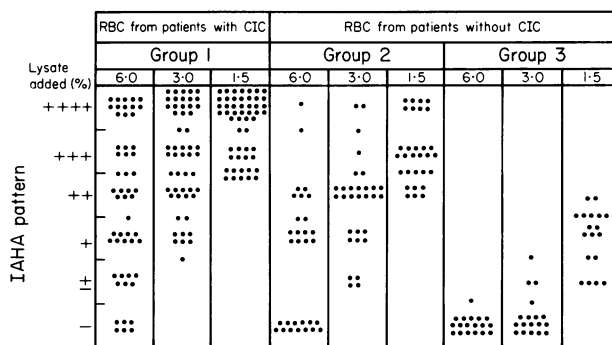 RBC from patients with CIC RBC from patients without CIC
Group 1 Group 2 Group 3
Lysate added (%) 6·0 3·0 1·5 6·0 3·0 1·5 6·0 3·0 1·5
IAHA pattern
++++
+++
++
+
±
–